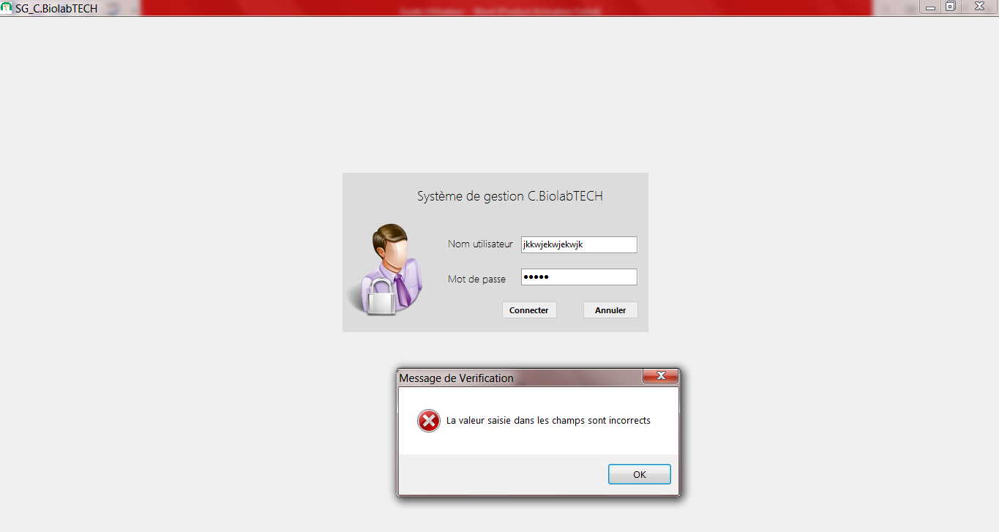 SG_C.BiolabTECH
Système de gestion C.BiolabTECH
Nom utilisateur
jkkwjekwjekwjk
Mot de passe
●●●●●
Connecter
Annuler
Message de Verification
La valeur saisie dans les champs sont incorrects
OK